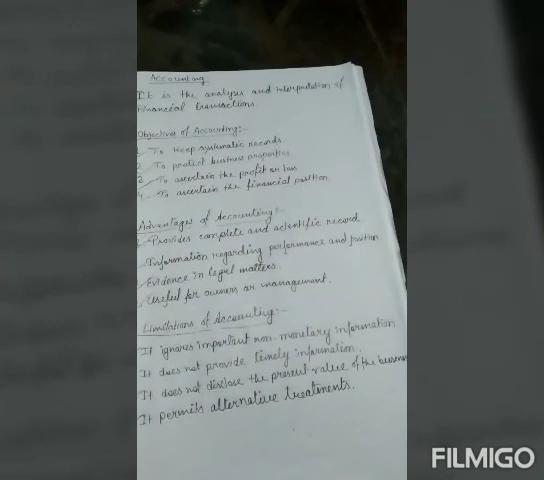 Accounting
It is the analysis and interpretation of
Financial transactions
Objectives of Accounting:-
1. To keep systematic records.
2. To protect business properties
3. To ascertain the profit or loss
4. To ascertain the financial position.
Advantages of Accounting:-
Provides complete and scientific record
Information regarding performance and position
Evidence in legal matters.
Useful for owners or management.
Limitations of Accounting:-
It ignores important non-monetary information
It does not provide timely information.
It does not disclose the present value of the business
It permits alternative treatments.
FILMIGO